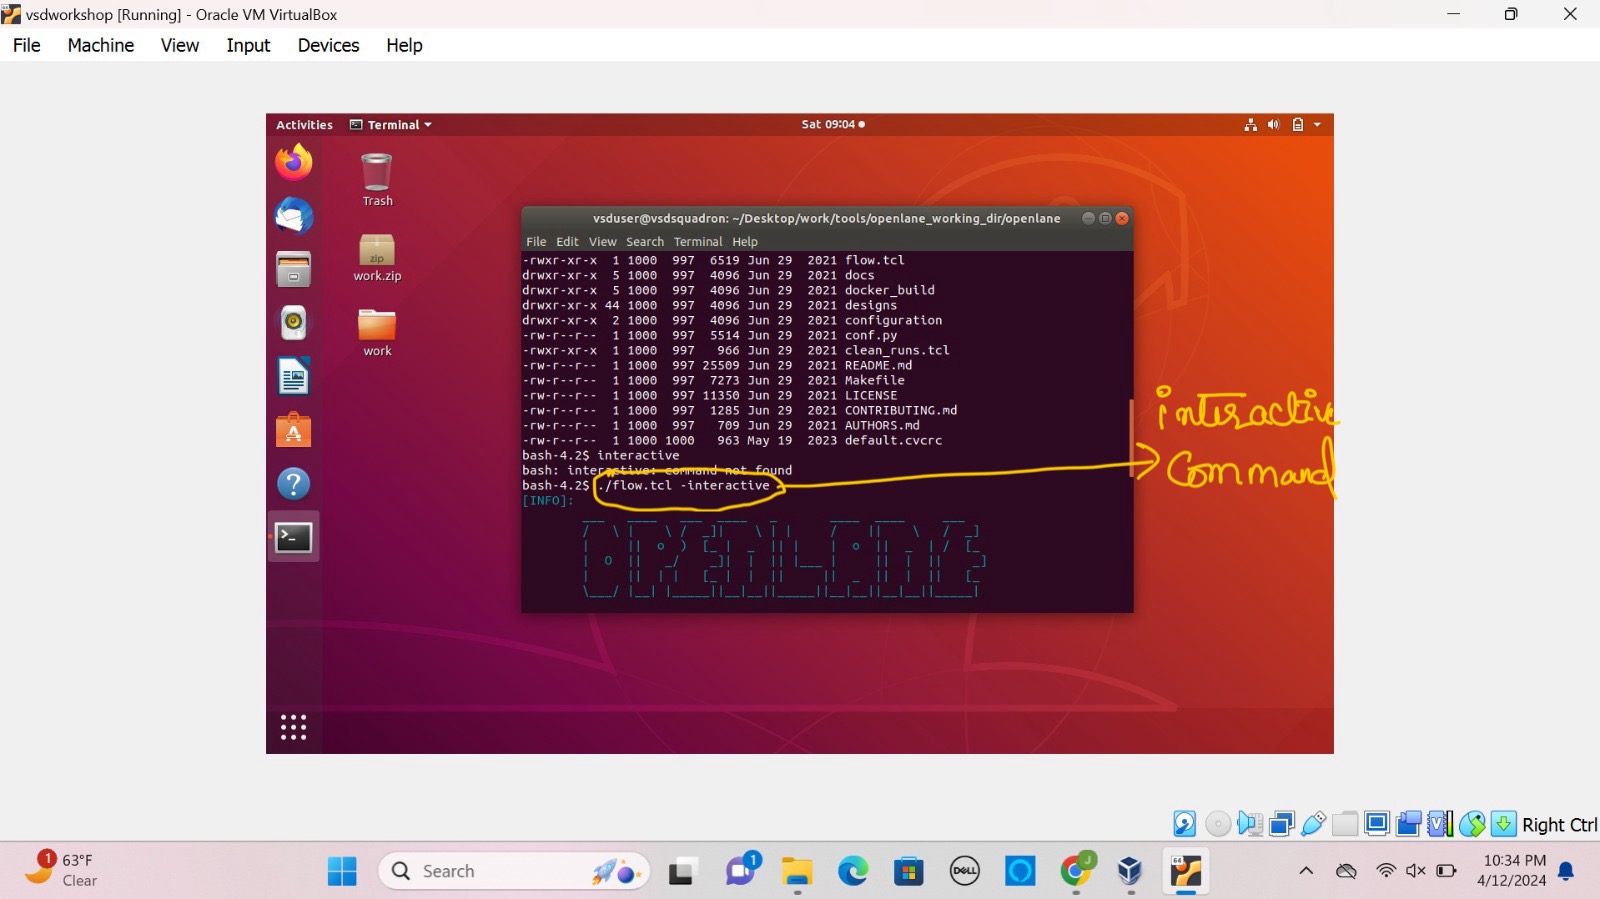 vsdworkshop [Running] - Oracle VM VirtualBox
File Machine View Input Devices Help
Activities Terminal Sat 09:04
Trash
work.zip
work
vsduser@vsdsquadron: ~/Desktop/work/tools/openlane_working_dir/openlane
File Edit View Search Terminal Help
-rwxr-xr-x 1 1000 997 6519 Jun 29 2021 flow.tcl
drwxr-xr-x 5 1000 997 4096 Jun 29 2021 docs
drwxr-xr-x 5 1000 997 4096 Jun 29 2021 docker_build
drwxr-xr-x 44 1000 997 4096 Jun 29 2021 designs
drwxr-xr-x 2 1000 997 4096 Jun 29 2021 configuration
-rw-r--r-- 1 1000 997 5514 Jun 29 2021 conf.py
-rwxr-xr-x 1 1000 997 966 Jun 29 2021 clean_runs.tcl
-rw-r--r-- 1 1000 997 25509 Jun 29 2021 README.md
-rw-r--r-- 1 1000 997 7273 Jun 29 2021 Makefile
-rw-r--r-- 1 1000 997 11350 Jun 29 2021 LICENSE
-rw-r--r-- 1 1000 997 1285 Jun 29 2021 CONTRIBUTING.md
-rw-r--r-- 1 1000 997 709 Jun 29 2021 AUTHORS.md
-rw-r--r-- 1 1000 1000 963 May 19 2023 default.cvcrc
bash-4.2$ interactive
bash: interactive: command not found
bash-4.2$ ./flow.tcl -interactive
[INFO]:
OPENLANE
interactive
Command
Right Ctrl
63°F
Clear
Search
10:34 PM
4/12/2024